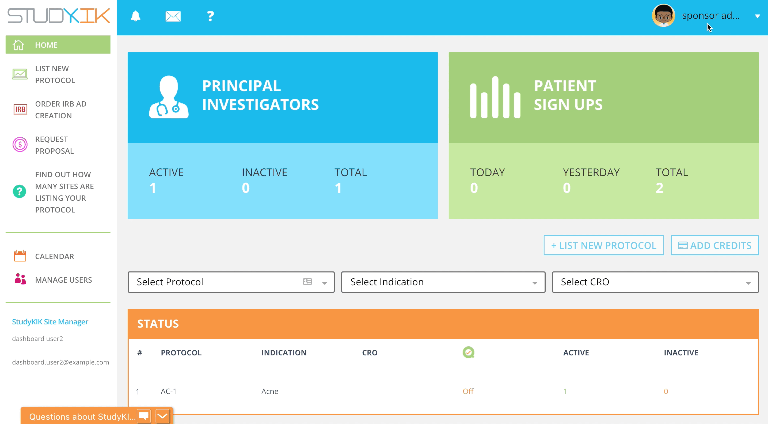 STUDYKIK
?
sponsor ad...
HOME
LIST NEW
PROTOCOL
ORDER IRB AD
CREATION
IRB
REQUEST
PROPOSAL
$
FIND OUT HOW
MANY SITES ARE
LISTING YOUR
PROTOCOL
?
CALENDAR
MANAGE USERS
StudyKIK Site Manager
dashboard user2
dashboard.user2@example.com
Questions about StudyKI...
PRINCIPAL
INVESTIGATORS
ACTIVE INACTIVE TOTAL
1 0 1
PATIENT
SIGN UPS
TODAY YESTERDAY TOTAL
0 0 2
+ LIST NEW PROTOCOL ADD CREDITS
Select Protocol Select Indication Select CRO
STATUS
# PROTOCOL INDICATION CRO ACTIVE INACTIVE
1 AC-1 Acne Off 1 0